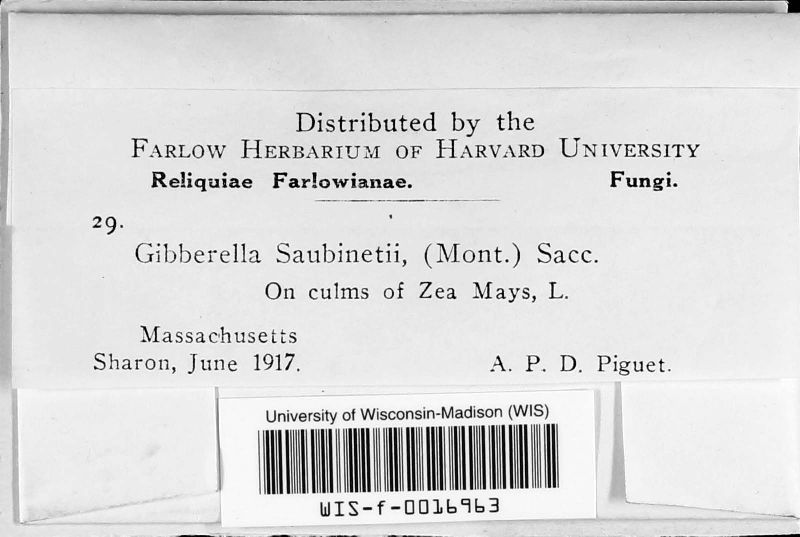 Distributed by the
FARLOW HERBARIUM OF HARVARD UNIVERSITY
Reliquiae Farlowianae. Fungi.
29.
Gibberella Saubinetii, (Mont.) Sacc.
On culms of Zea Mays, L.
Massachusetts
Sharon, June 1917. A. P. D. Piguet.
University of Wisconsin-Madison (WIS)
WIS-f-0016963